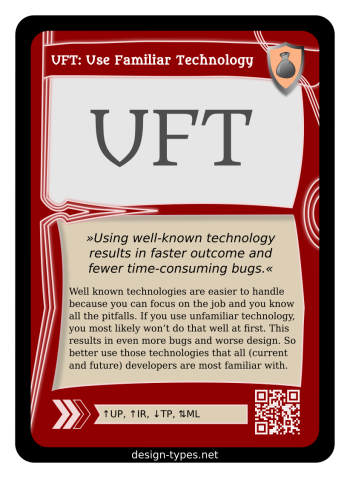 UFT: Use Familiar Technology
UFT
»Using well-known technology
results in faster outcome and
fewer time-consuming bugs.«
Well known technologies are easier to handle
because you can focus on the job and you know
all the pitfalls. If you use unfamiliar technology,
you most likely won't do that well at first. This
results in even more bugs and worse design. So
better use those technologies that all (current
and future) developers are most familiar with.
↑UP, ↑IR, ↓TP, ⇅ML
design-types.net